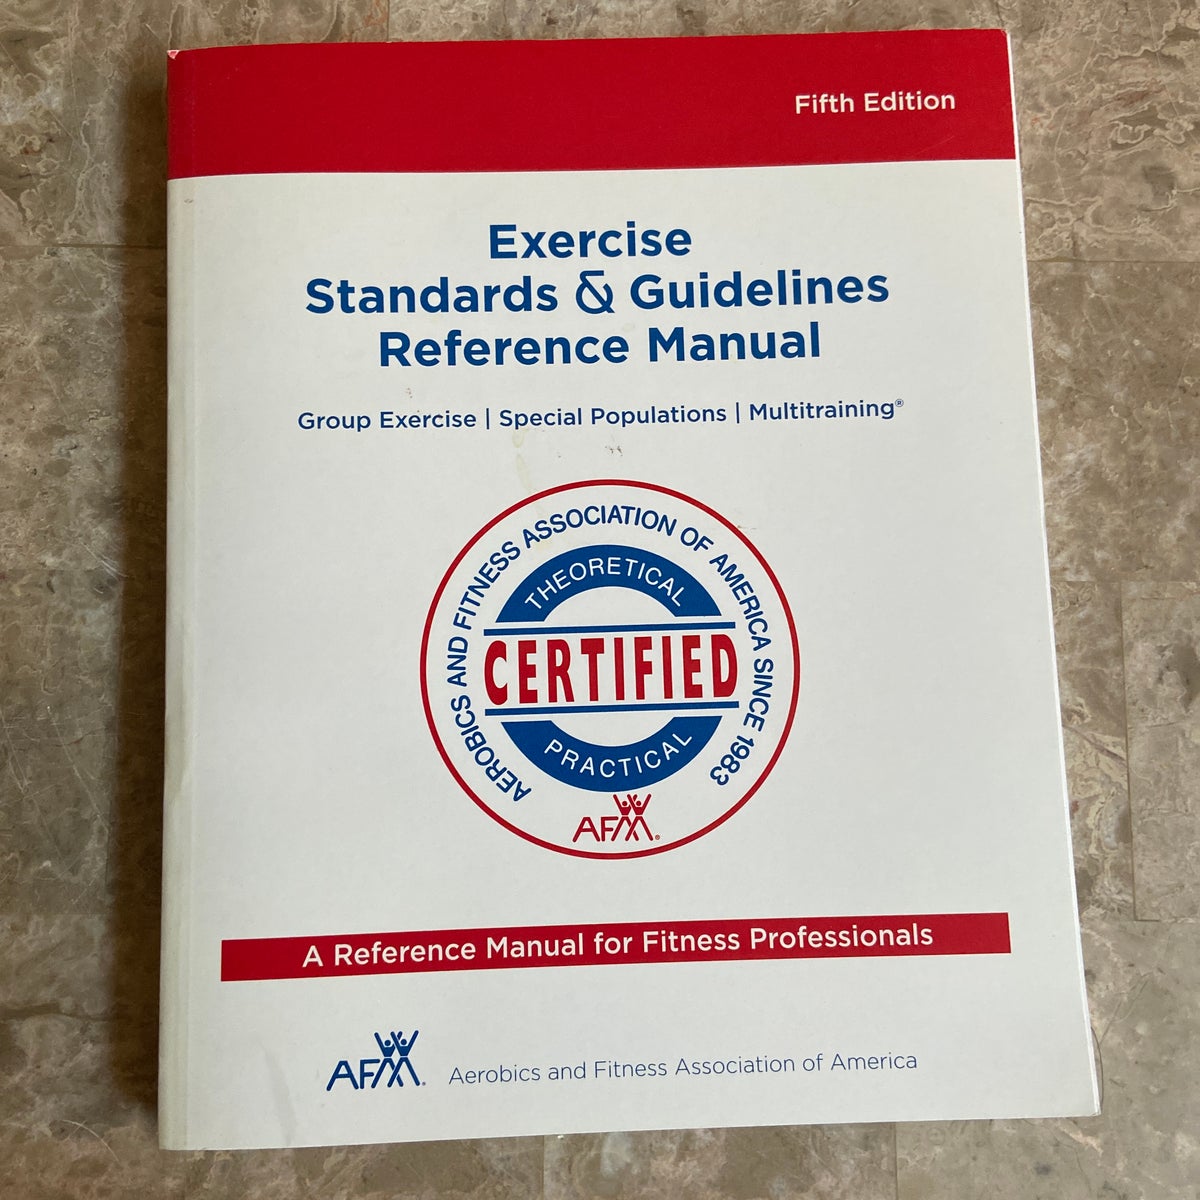 Fifth Edition
Exercise
Standards & Guidelines
Reference Manual
Group Exercise | Special Populations | Multitraining®
AEROBICS AND FITNESS ASSOCIATION OF AMERICA SINCE 1983
THEORETICAL
CERTIFIED
PRACTICAL
AFAA®
A Reference Manual for Fitness Professionals
AFAA® Aerobics and Fitness Association of America